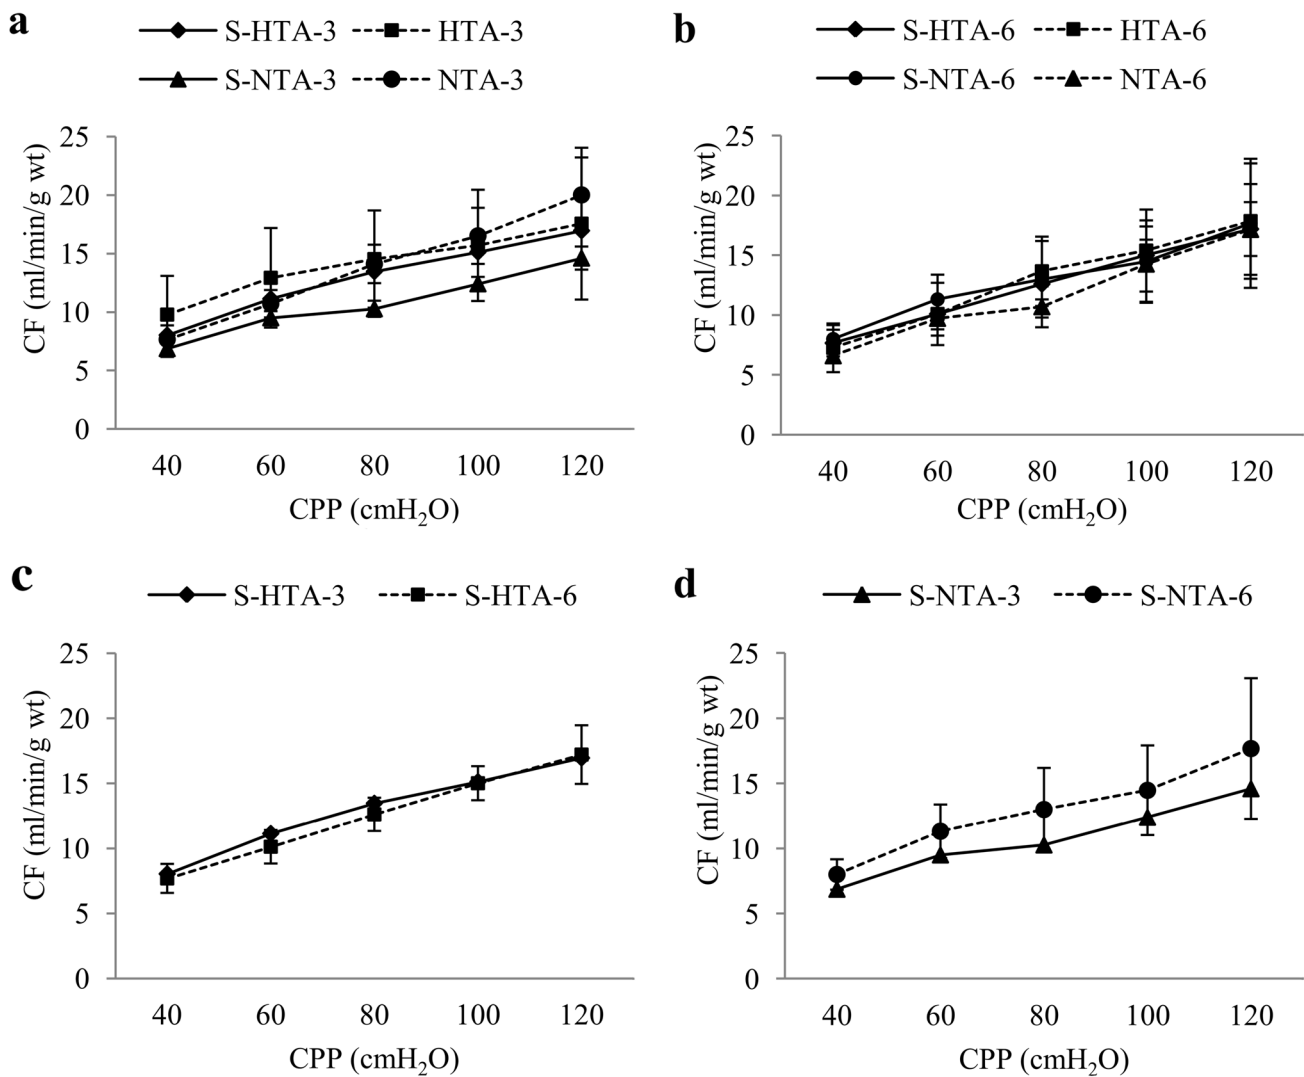 a
S-HTA-3 HTA-3
S-NTA-3 NTA-3
CF (ml/min/g wt)
25
20
15
10
5
0
40 60 80 100 120
CPP (cmH₂O)
b
S-HTA-6 HTA-6
S-NTA-6 NTA-6
CF (ml/min/g wt)
25
20
15
10
5
0
40 60 80 100 120
CPP (cmH₂O)
c
S-HTA-3 S-HTA-6
CF (ml/min/g wt)
25
20
15
10
5
0
40 60 80 100 120
CPP (cmH₂O)
d
S-NTA-3 S-NTA-6
CF (ml/min/g wt)
25
20
15
10
5
0
40 60 80 100 120
CPP (cmH₂O)